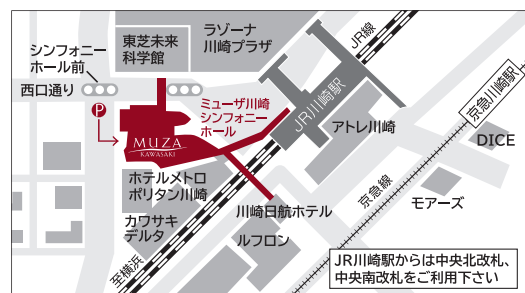 ラゾーナ
川崎プラザ
JR線
シンフォニー
ホール前
東芝未来
科学館
西口通り
P
ミューザ川崎
シンフォニー
ホール
JR川崎駅
京急川崎駅
MUZA
KAWASAKI
アトレ川崎
DICE
ホテルメトロ
ポリタン川崎
京急線
モアーズ
カワサキ
デルタ
川崎日航ホテル
ルフロン
至横浜
JR川崎駅からは中央北改札、
中央南改札をご利用下さい